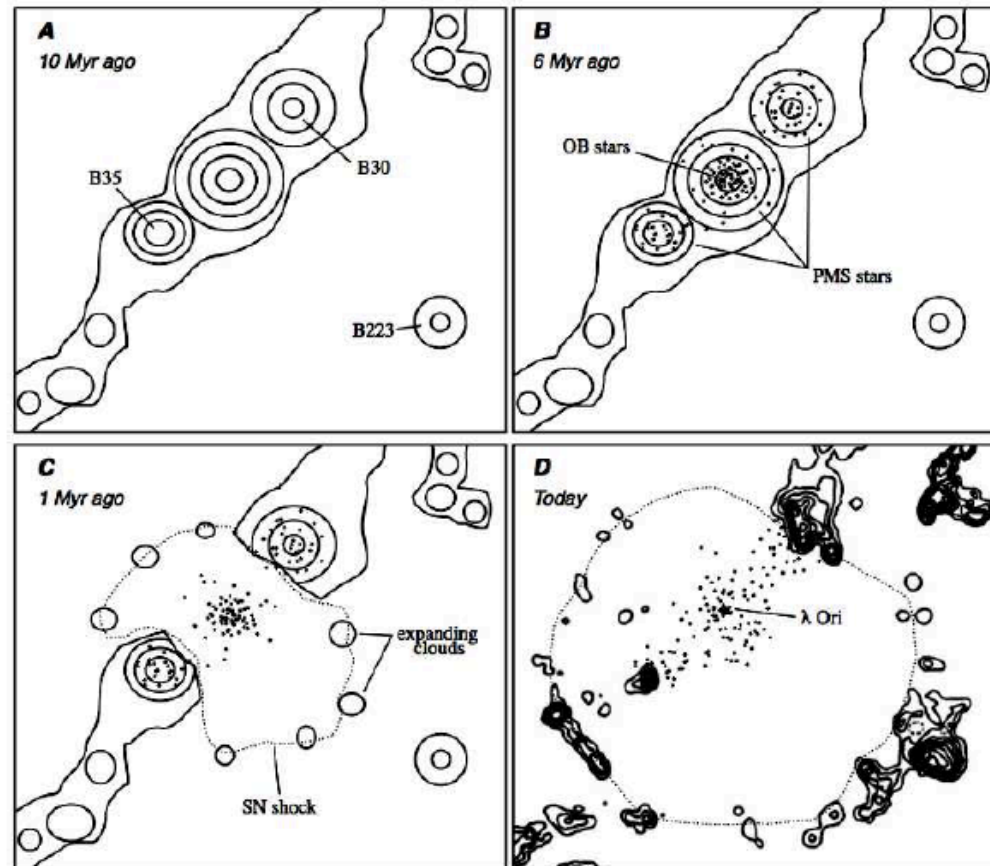 A
10 Myr ago
B30
B35
B223
B
6 Myr ago
OB stars
PMS stars
C
1 Myr ago
expanding
clouds
SN shock
D
Today
λ Ori